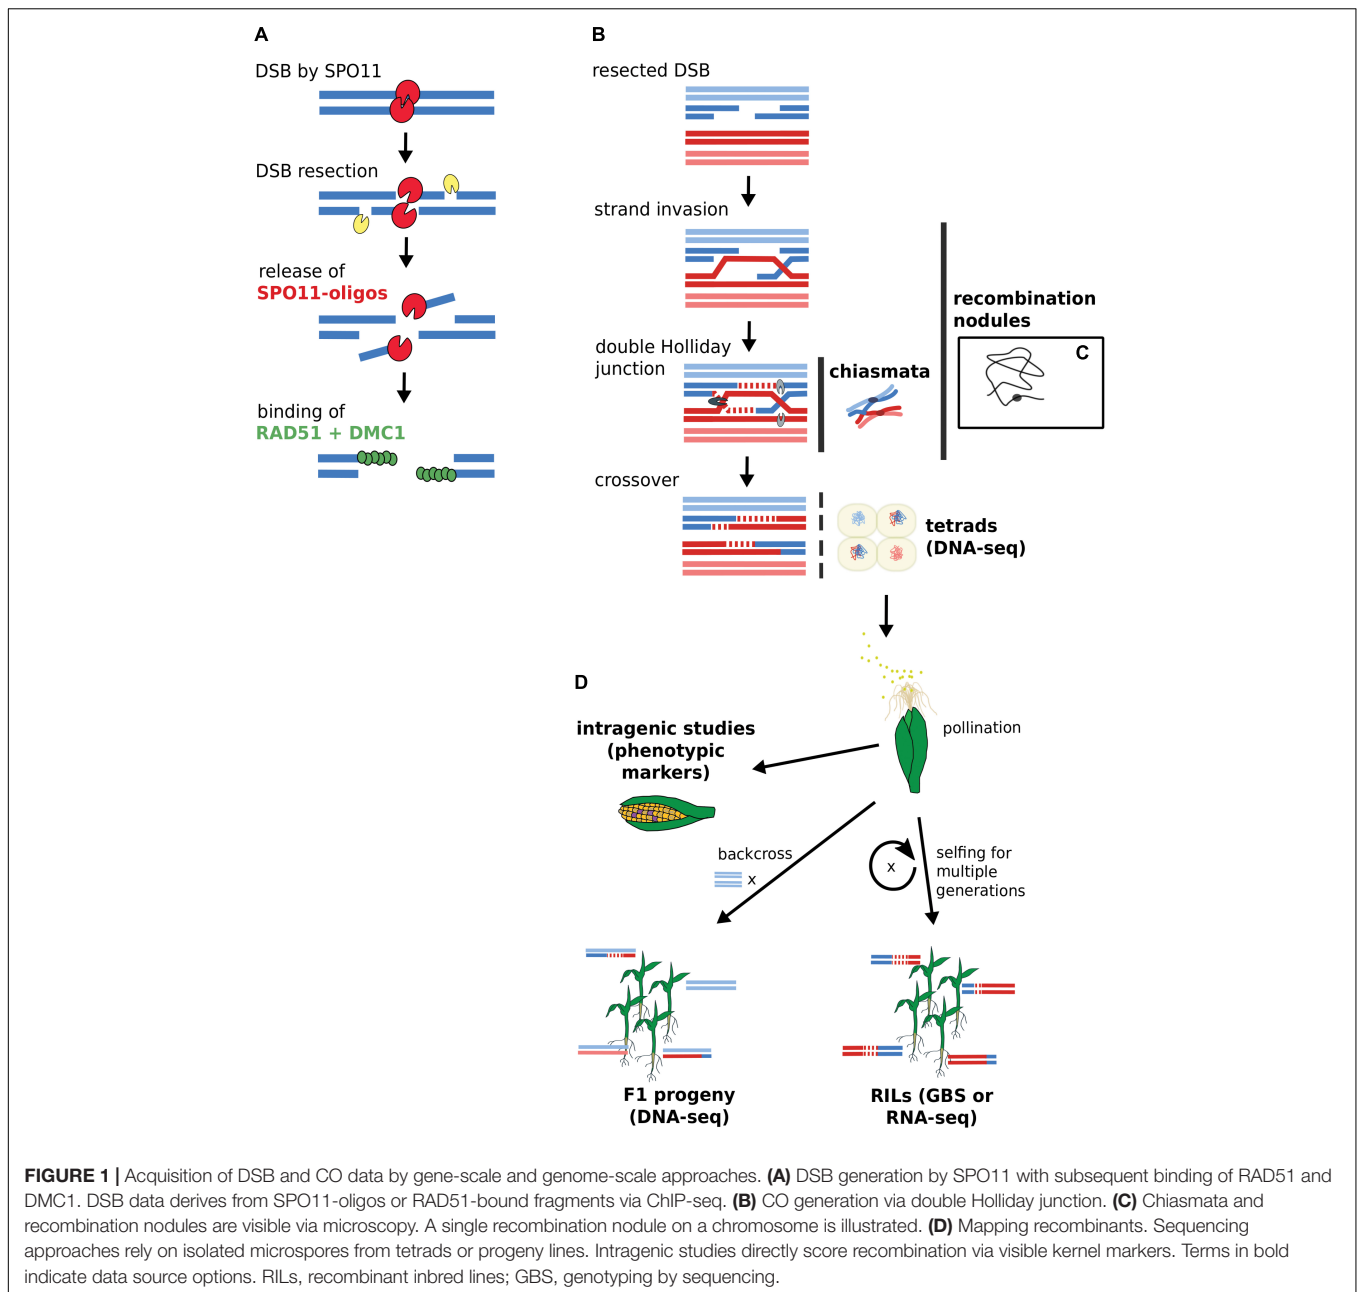 A
DSB by SPO11
DSB resection
release of
SPO11-oligos
binding of
RAD51 + DMC1
B
resected DSB
strand invasion
double Holliday
junction
chiasmata
recombination
nodules
C
crossover
tetrads
(DNA-seq)
D
pollination
intragenic studies
(phenotypic
markers)
backcross
x
x
selfing for
multiple
generations
F1 progeny
(DNA-seq)
RILs (GBS or
RNA-seq)
FIGURE 1 | Acquisition of DSB and CO data by gene-scale and genome-scale approaches. (A) DSB generation by SPO11 with subsequent binding of RAD51 and
DMC1. DSB data derives from SPO11-oligos or RAD51-bound fragments via ChIP-seq. (B) CO generation via double Holliday junction. (C) Chiasmata and
recombination nodules are visible via microscopy. A single recombination nodule on a chromosome is illustrated. (D) Mapping recombinants. Sequencing
approaches rely on isolated microspores from tetrads or progeny lines. Intragenic studies directly score recombination via visible kernel markers. Terms in bold
indicate data source options. RILs, recombinant inbred lines; GBS, genotyping by sequencing.